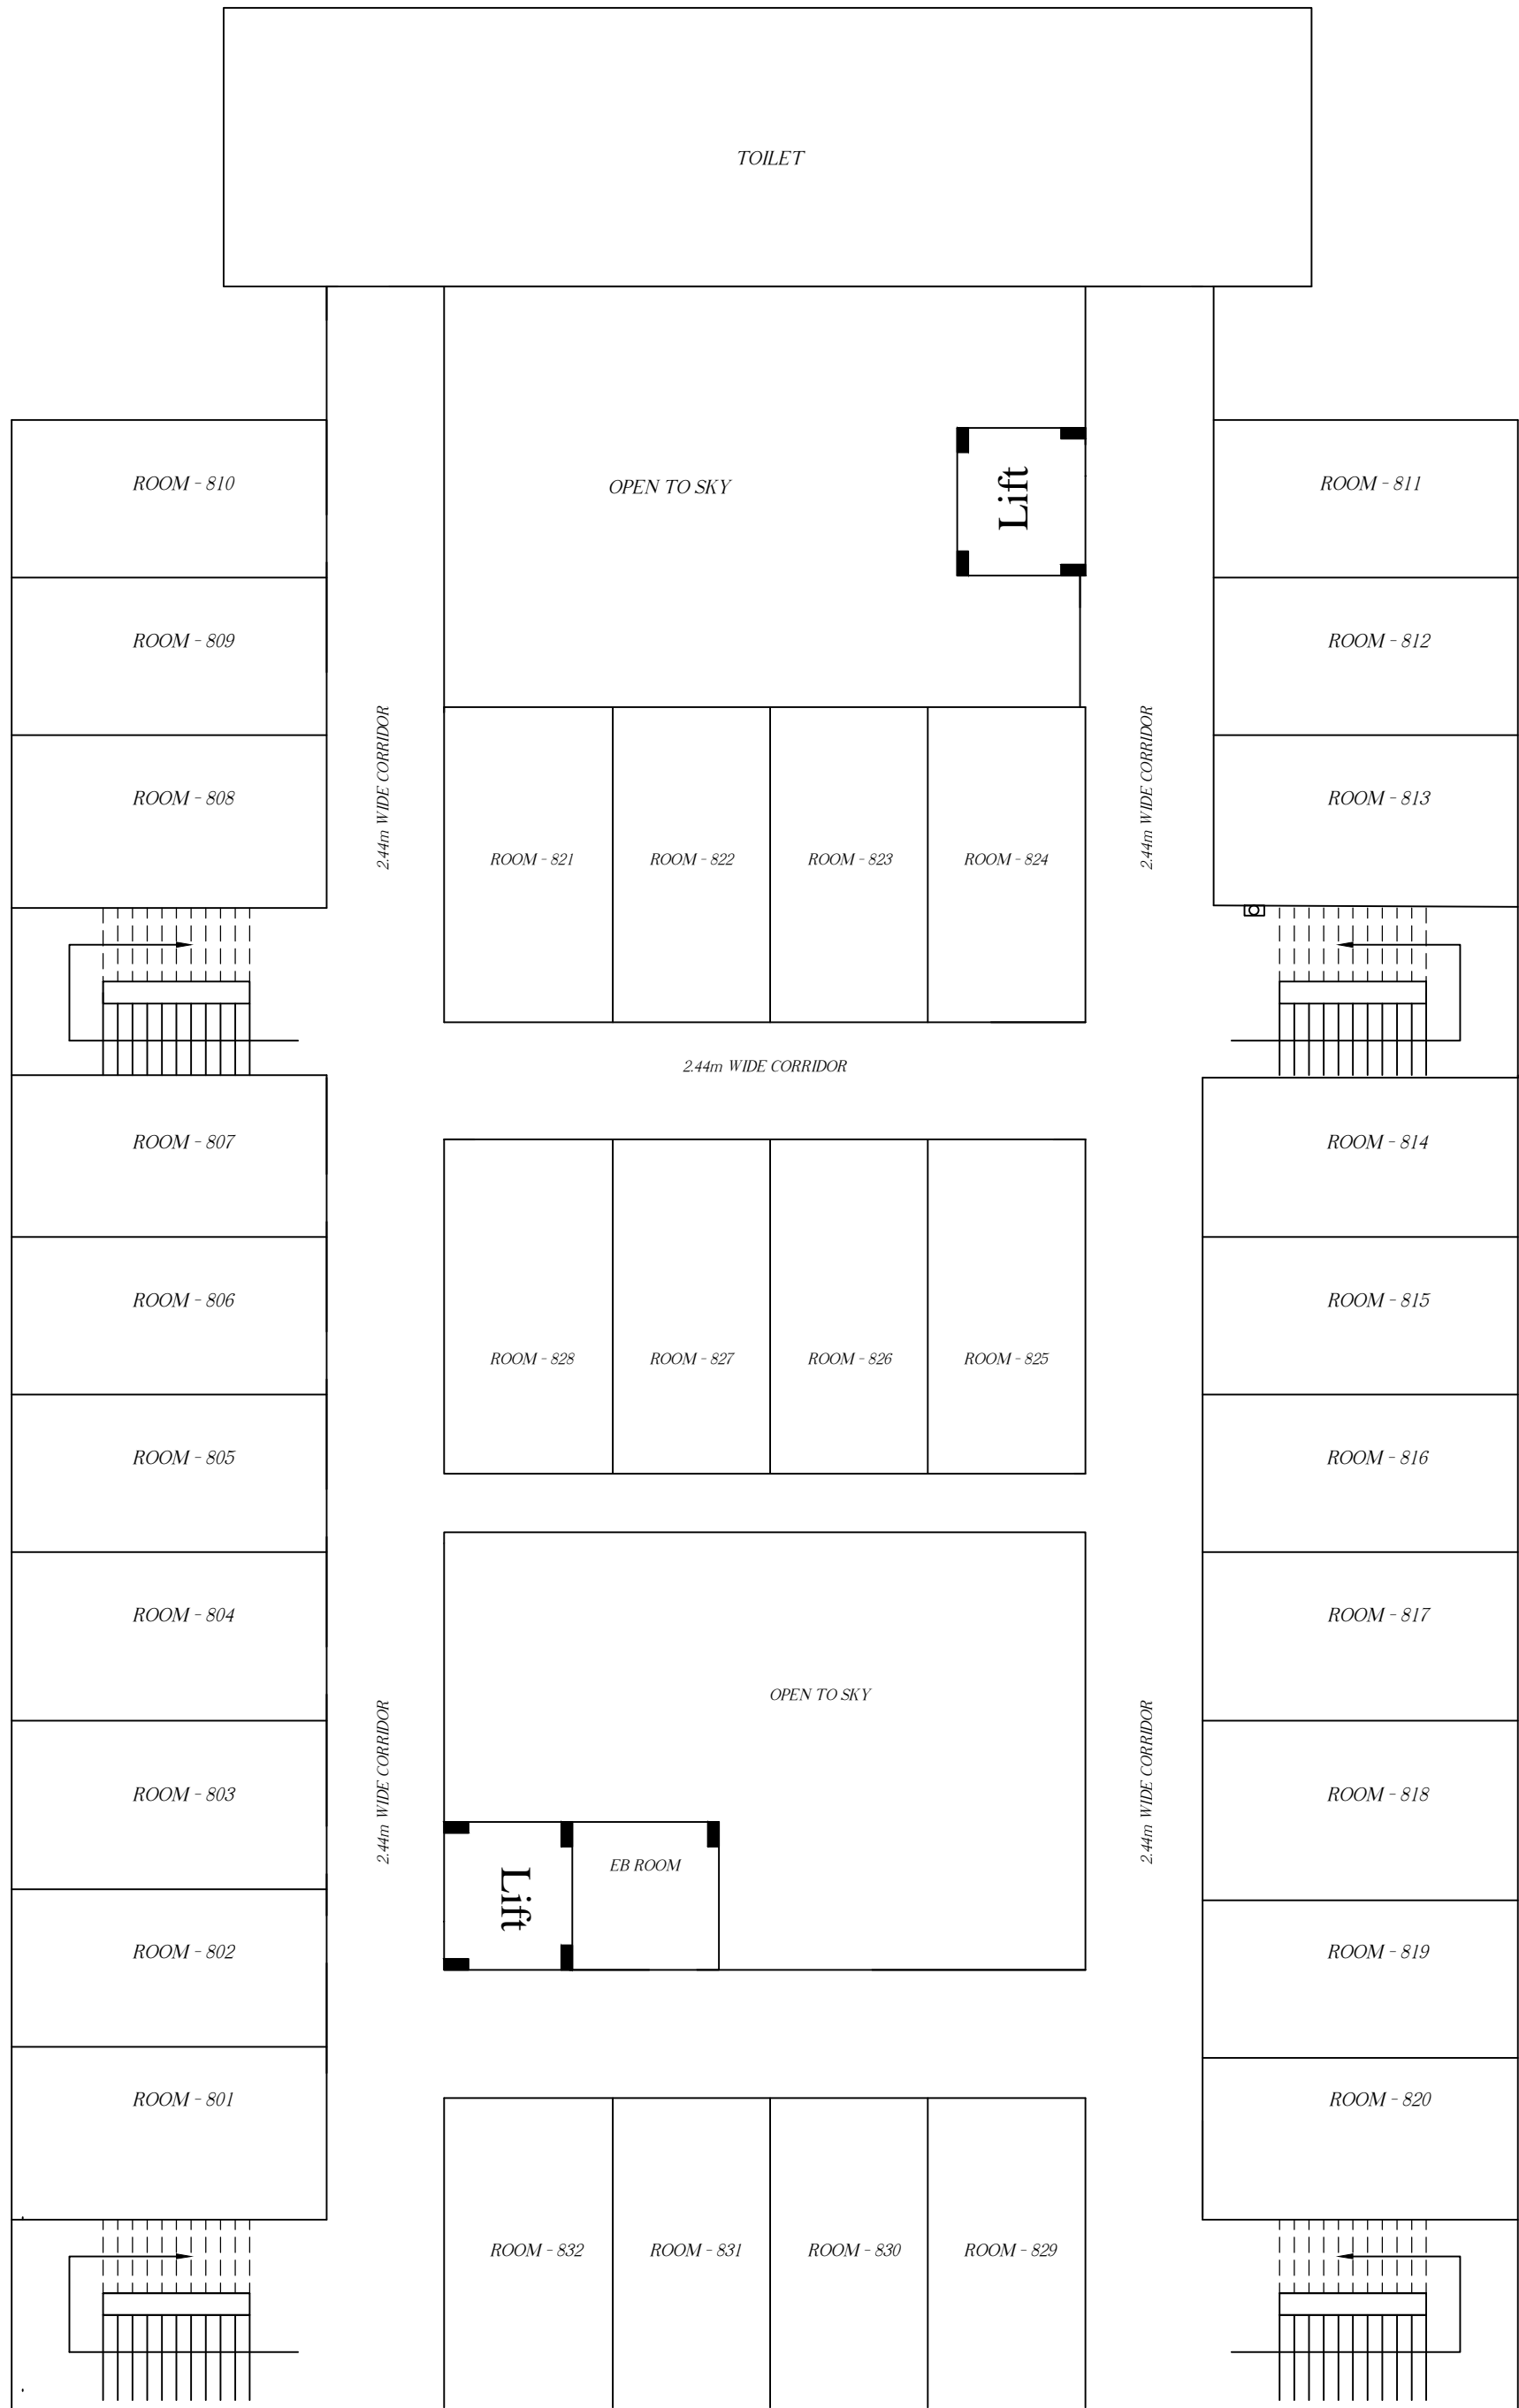 TOILET
ROOM - 810
OPEN TO SKY
Lift
ROOM - 811
ROOM - 809
ROOM - 812
2.44m WIDE CORRIDOR
2.44m WIDE CORRIDOR
ROOM - 808
ROOM - 813
ROOM - 821
ROOM - 822
ROOM - 823
ROOM - 824
2.44m WIDE CORRIDOR
ROOM - 807
ROOM - 814
ROOM - 806
ROOM - 815
ROOM - 828
ROOM - 827
ROOM - 826
ROOM - 825
ROOM - 805
ROOM - 816
ROOM - 804
ROOM - 817
OPEN TO SKY
2.44m WIDE CORRIDOR
2.44m WIDE CORRIDOR
ROOM - 803
ROOM - 818
Lift
EB ROOM
ROOM - 802
ROOM - 819
ROOM - 801
ROOM - 820
ROOM - 832
ROOM - 831
ROOM - 830
ROOM - 829